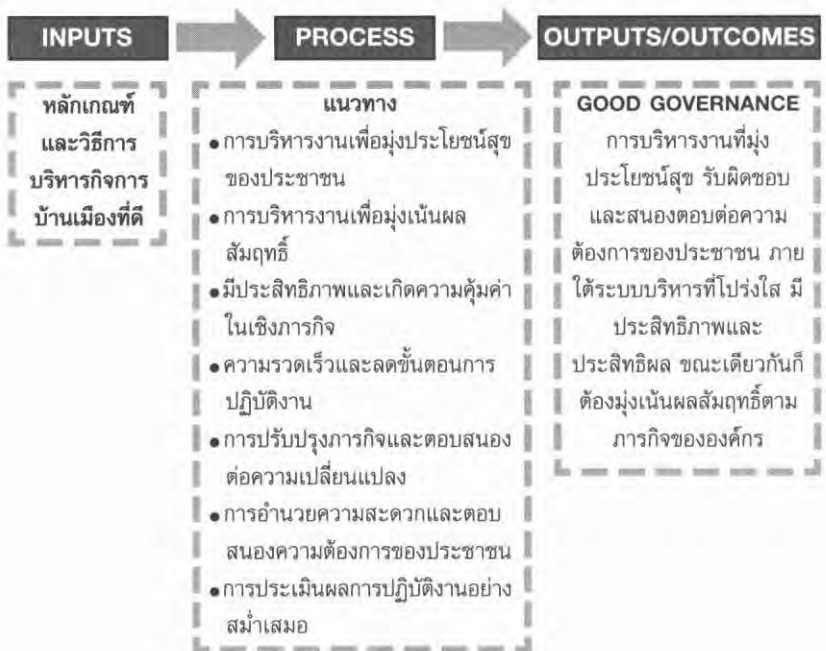 INPUTS
PROCESS
OUTPUTS/OUTCOMES
หลักเกณฑ์
และวิธีการ
บริหารกิจการ
บ้านเมืองที่ดี
แนวทาง
●การบริหารงานเพื่อมุ่งประโยชน์สุข
ของประชาชน
●การบริหารงานเพื่อมุ่งเน้นผล
สัมฤทธิ์
●มีประสิทธิภาพและเกิดความคุ้มค่า
ในเชิงภารกิจ
●ความรวดเร็วและลดขั้นตอนการ
ปฏิบัติงาน
●การปรับปรุงภารกิจและตอบสนอง
ต่อความเปลี่ยนแปลง
●การอำนวยความสะดวกและตอบ
สนองความต้องการของประชาชน
●การประเมินผลการปฏิบัติงานอย่าง
สม่ำเสมอ
GOOD GOVERNANCE
การบริหารงานที่มุ่ง
ประโยชน์สุข รับผิดชอบ
และสนองตอบต่อความ
ต้องการของประชาชน ภาย
ใต้ระบบบริหารที่โปร่งใส มี
ประสิทธิภาพและ
ประสิทธิผล ขณะเดียวกันก็
ต้องมุ่งเน้นผลสัมฤทธิ์ตาม
ภารกิจขององค์กร